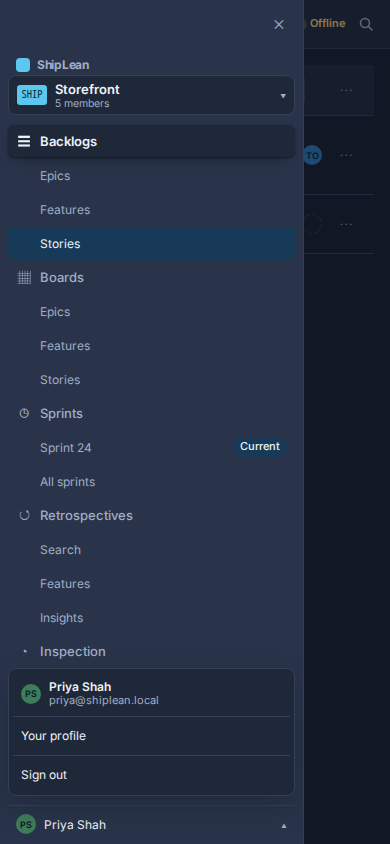 Offline
ShipLean
SHIP
Storefront
5 members
Backlogs
Epics
Features
Stories
Boards
Epics
Features
Stories
Sprints
Sprint 24
Current
All sprints
Retrospectives
Search
Features
Insights
Inspection
PS
Priya Shah
priya@shiplean.local
Your profile
Sign out
PS
Priya Shah
TO